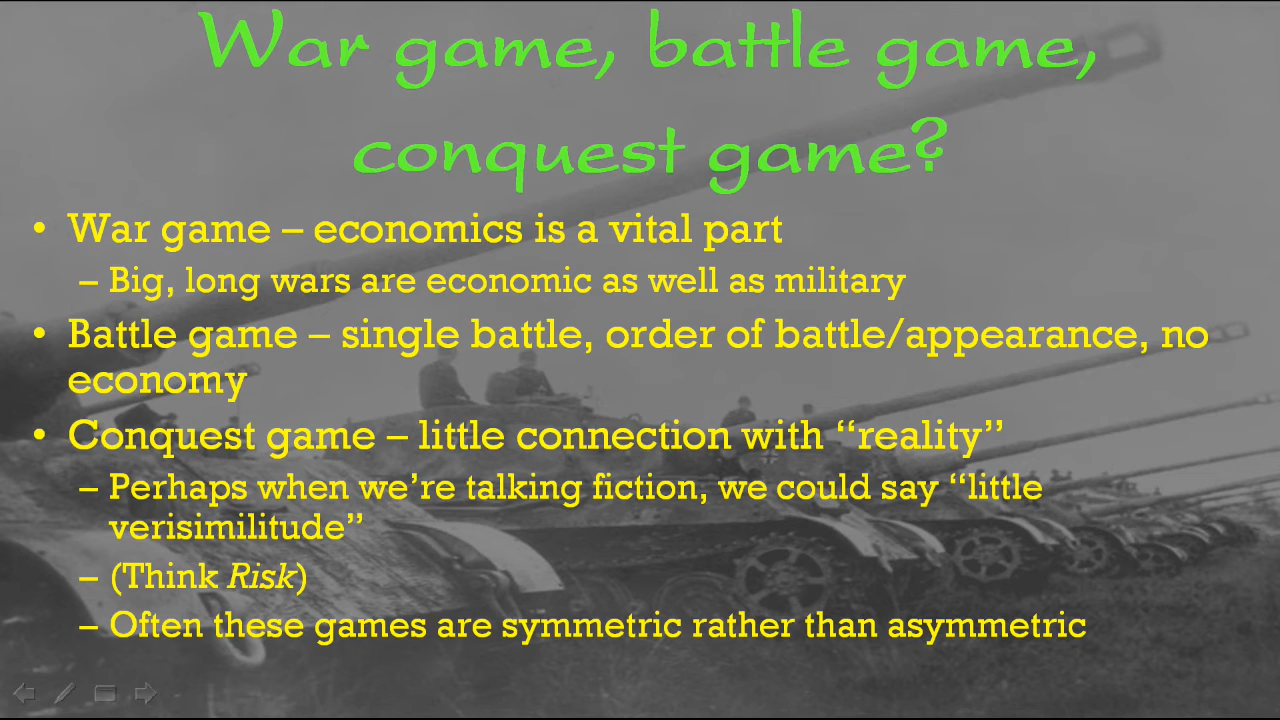 War game, battle game,
conquest game?
• War game – economics is a vital part
– Big, long wars are economic as well as military
• Battle game – single battle, order of battle/appearance, no
economy
• Conquest game – little connection with “reality”
– Perhaps when we’re talking fiction, we could say “little
verisimilitude”
– (Think Risk)
– Often these games are symmetric rather than asymmetric